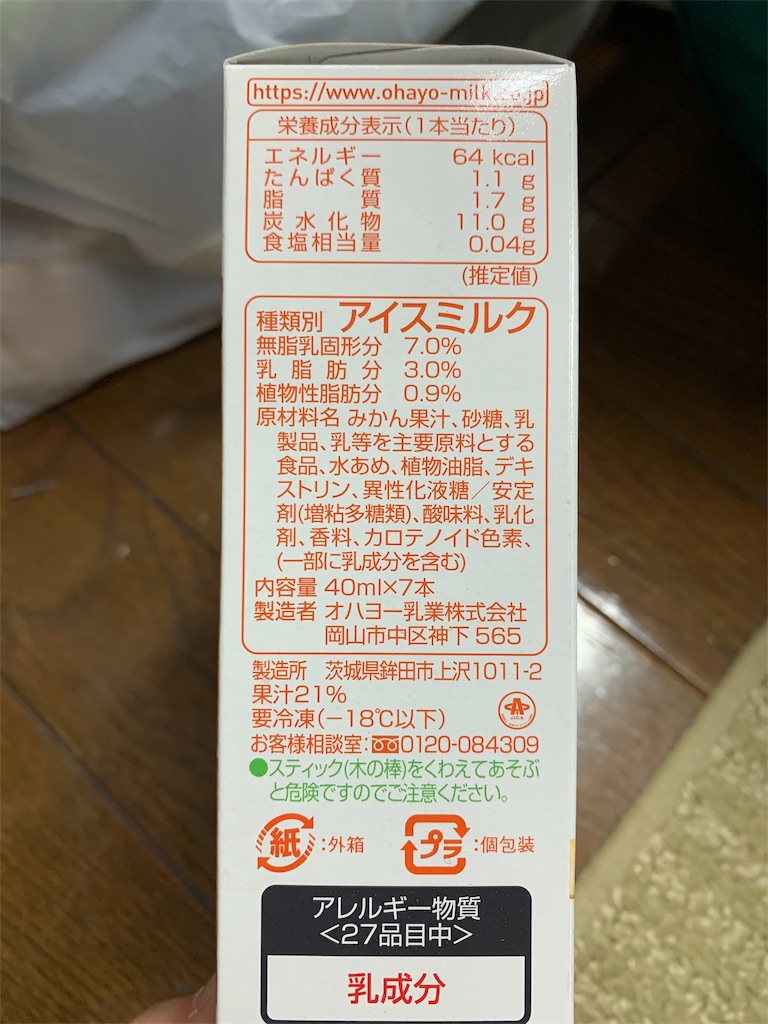 https://www.ohayo-milk.co.jp
栄養成分表示(1本当たり)
エネルギー 64 kcal
たんぱく質 1.1 g
脂質 1.7 g
炭水化物 11.0 g
食塩相当量 0.04g
(推定値)
種類別 アイスミルク
無脂乳固形分 7.0%
乳脂肪分 3.0%
植物性脂肪分 0.9%
原材料名 みかん果汁、砂糖、乳
製品、乳等を主要原料とする
食品、水あめ、植物油脂、デキ
ストリン、異性化液糖／安定
剤(増粘多糖類)、酸味料、乳化
剤、香料、カロテノイド色素、
(一部に乳成分を含む)
内容量 40ml×7本
製造者 オハヨー乳業株式会社
岡山市中区神下565
製造所 茨城県鉾田市上沢1011-2
果汁21%
要冷凍(－18℃以下)
お客様相談室:0120-084309
●スティック(木の棒)をくわえてあそぶ
と危険ですのでご注意ください。
紙:外箱 プラ:個包装
アレルギー物質
<27品目中>
乳成分